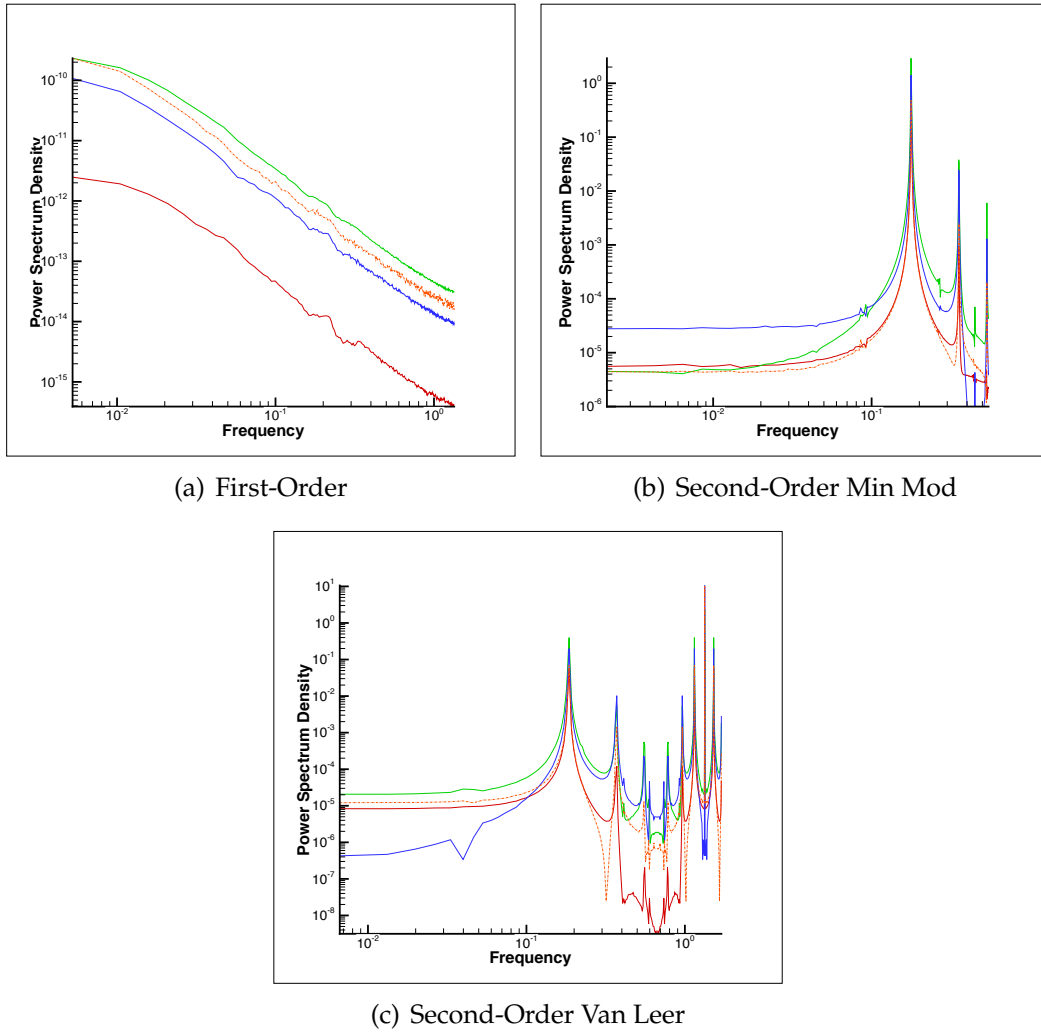 10^-10
10^-11
10^-12
10^-13
10^-14
10^-15
Power Spectrum Density
10^-2 10^-1 10^0
Frequency
(a) First-Order
10^0
10^-1
10^-2
10^-3
10^-4
10^-5
10^-6
Power Spectrum Density
10^-2 10^-1
Frequency
(b) Second-Order Min Mod
10^1
10^0
10^-1
10^-2
10^-3
10^-4
10^-5
10^-6
10^-7
10^-8
Power Spectrum Density
10^-2 10^-1 10^0
Frequency
(c) Second-Order Van Leer